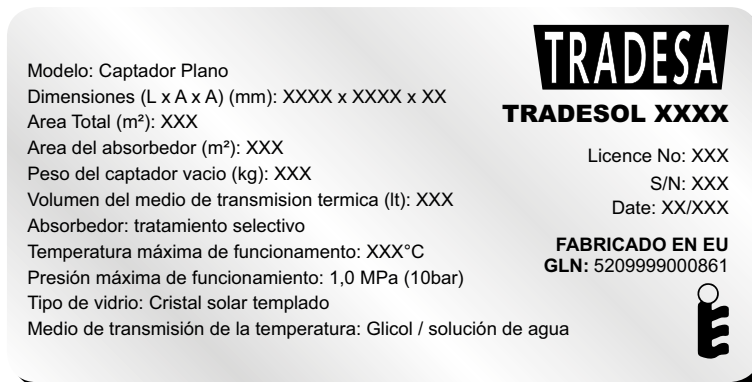 Modelo: Captador Plano
Dimensiones (L x A x A) (mm): XXXX x XXXX x XX
Area Total (m²): XXX
Area del absorbedor (m²): XXX
Peso del captador vacio (kg): XXX
Volumen del medio de transmision termica (lt): XXX
Absorbedor: tratamiento selectivo
Temperatura máxima de funcionamento: XXX°C
Presión máxima de funcionamiento: 1,0 MPa (10bar)
Tipo de vidrio: Cristal solar templado
Medio de transmisión de la temperatura: Glicol / solución de agua
TRADESA
TRADESOL XXXX
Licence No: XXX
S/N: XXX
Date: XX/XXX
FABRICADO EN EU
GLN: 5209999000861